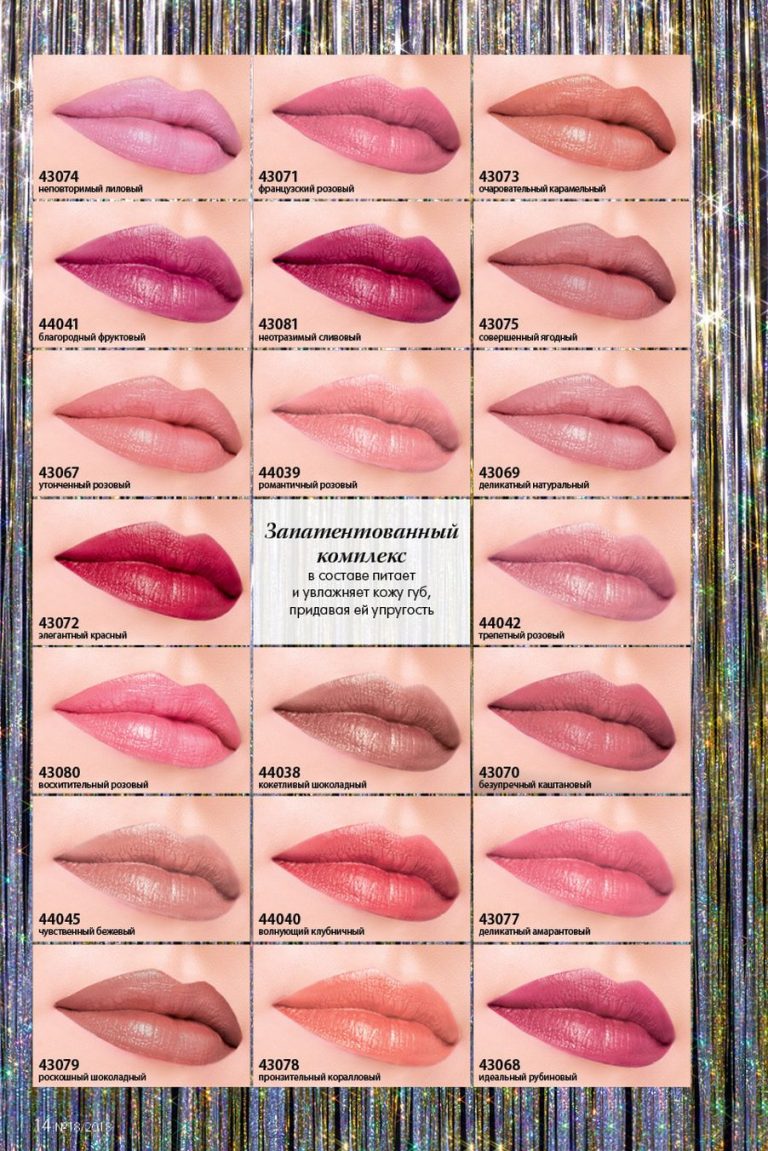 43074
неповторимый лиловый
43071
французский розовый
43073
очаровательный карамельный
44041
благородный фруктовый
43081
неотразимый сливовый
43075
совершенный ягодный
43067
утонченный розовый
44039
романтичный розовый
43069
деликатный натуральный
43072
элегантный красный
Запатентованный
комплекс
в составе питает
и увлажняет кожу губ,
придавая ей упругость
44042
трепетный розовый
43080
восхитительный розовый
44038
кокетливый шоколадный
43070
безупречный каштановый
44045
чувственный бежевый
44040
волнующий клубничный
43077
деликатный амарантовый
43079
роскошный шоколадный
43078
пронзительный коралловый
43068
идеальный рубиновый
14 №18/2018